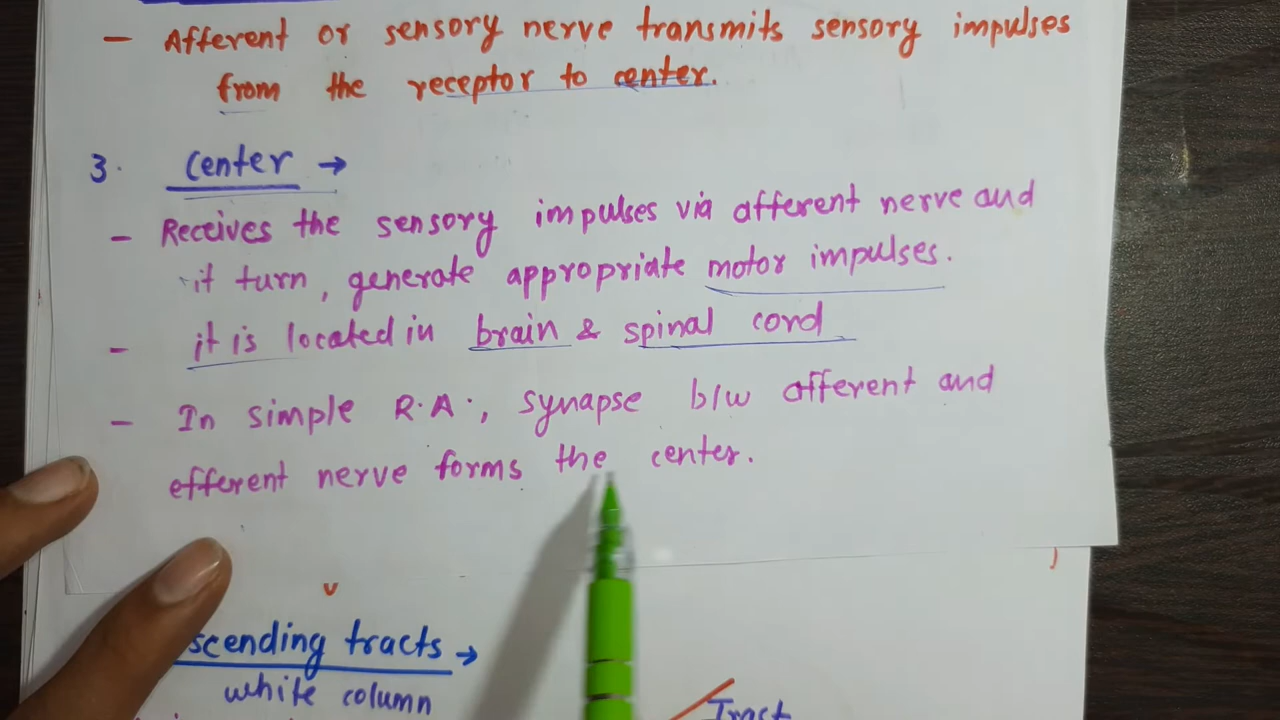 — Afferent or sensory nerve transmits sensory impulses
from the receptor to center.
3. Center →
— Receives the sensory impulses via afferent nerve and
it turn, generate appropriate motor impulses.
- it is located in brain & spinal cord
— In simple R.A., synapse b/w afferent and
efferent nerve forms the center.
scending tracts →
white column
Tract